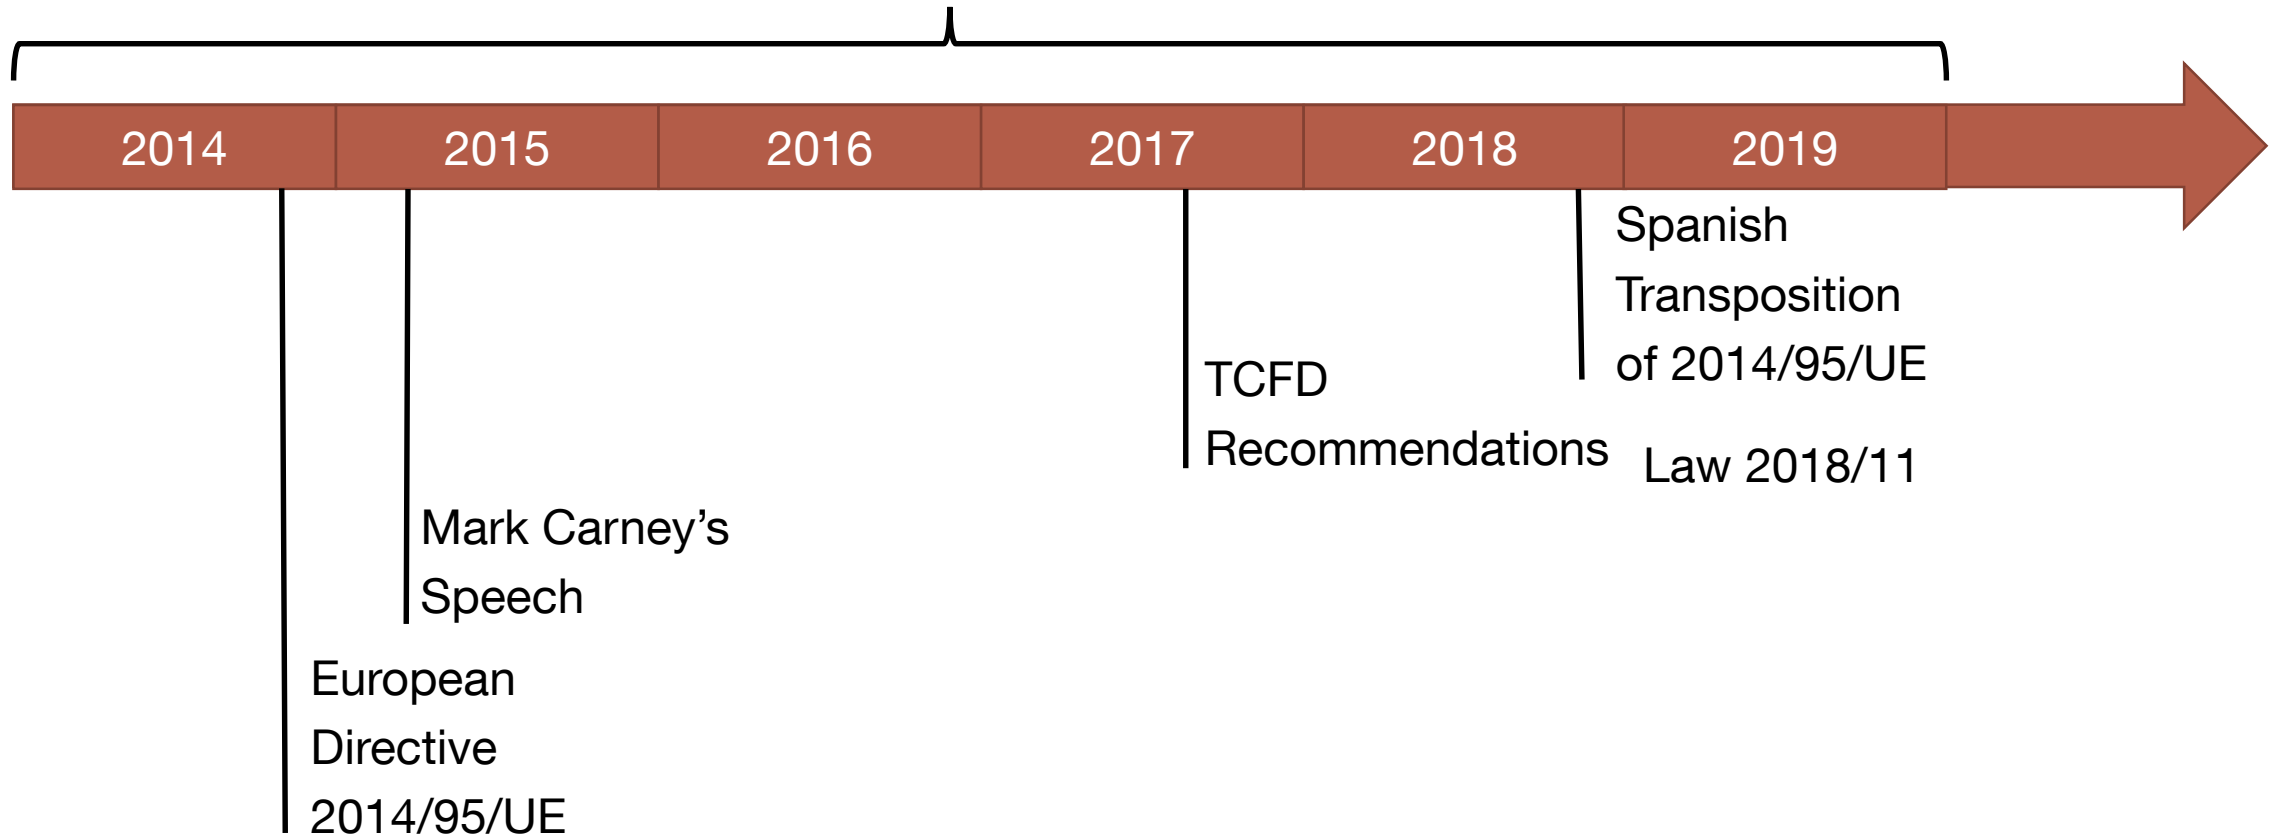 2014 2015 2016 2017 2018 2019
Spanish
Transposition
of 2014/95/UE
Law 2018/11
TCFD
Recommendations
Mark Carney’s
Speech
European
Directive
2014/95/UE